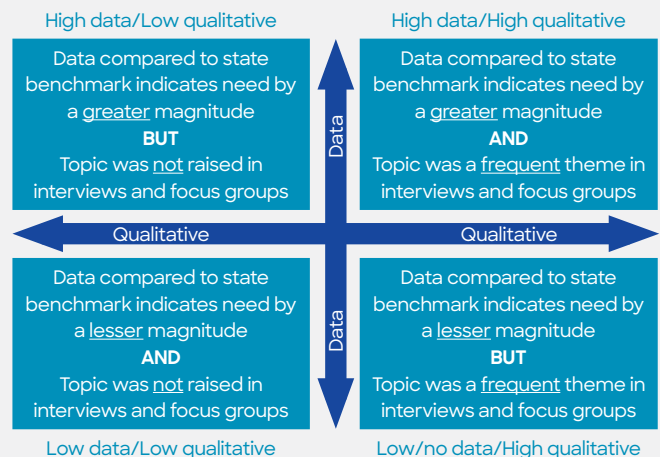 High data/Low qualitative
Data compared to state
benchmark indicates need by
a greater magnitude
BUT
Topic was not raised in
interviews and focus groups
High data/High qualitative
Data compared to state
benchmark indicates need by
a greater magnitude
AND
Topic was a frequent theme in
interviews and focus groups
Data
Qualitative
Qualitative
Data
Data compared to state
benchmark indicates need by
a lesser magnitude
AND
Topic was not raised in
interviews and focus groups
Low data/Low qualitative
Data compared to state
benchmark indicates need by
a lesser magnitude
BUT
Topic was a frequent theme in
interviews and focus groups
Low/no data/High qualitative